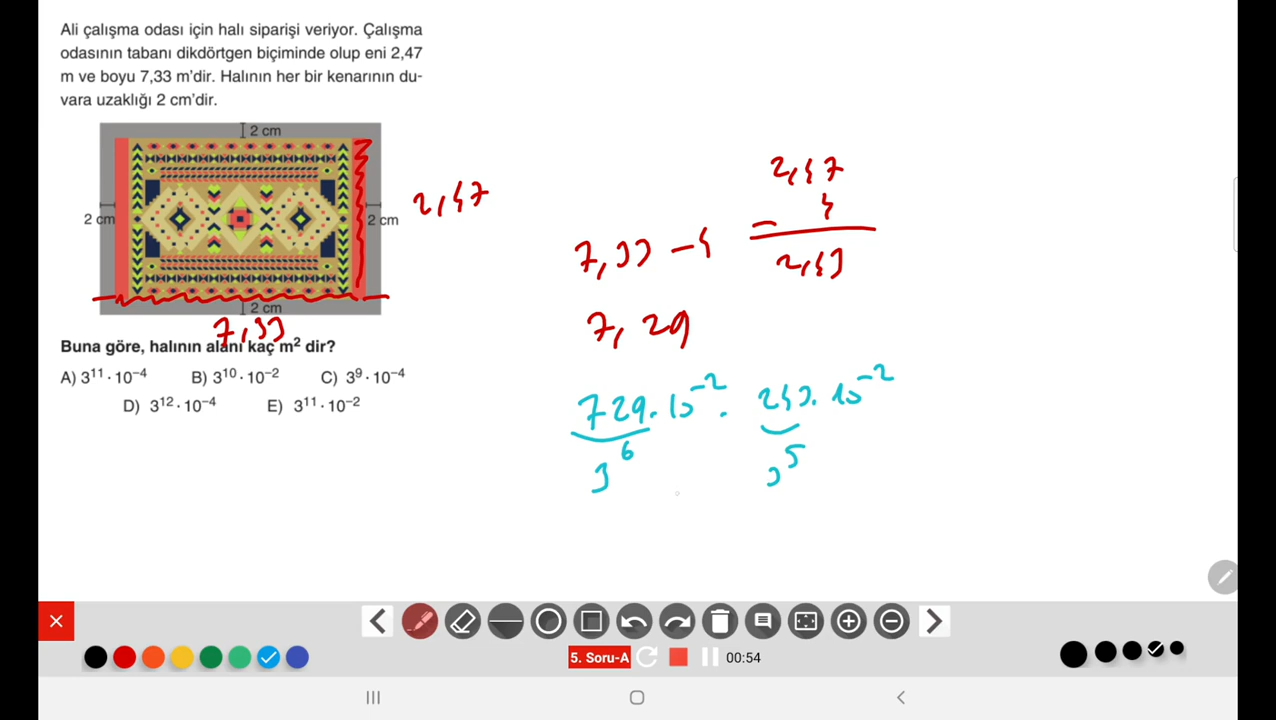 Ali çalışma odası için halı siparişi veriyor. Çalışma
odasının tabanı dikdörtgen biçiminde olup eni 2,47
m ve boyu 7,33 m'dir. Halının her bir kenarının du-
vara uzaklığı 2 cm'dir.
2 cm
2 cm
2 cm
2 cm
2,47
7,33
Buna göre, halının alanı kaç m² dir?
A) 3¹¹ · 10⁻⁴ B) 3¹⁰ · 10⁻² C) 3⁹ · 10⁻⁴
D) 3¹² · 10⁻⁴ E) 3¹¹ · 10⁻²
2,47
4
2,43
7,33 – 4
7,29
729 . 10⁻² . 243 . 10⁻²
3⁶ 3⁵
5. Soru-A
00:54